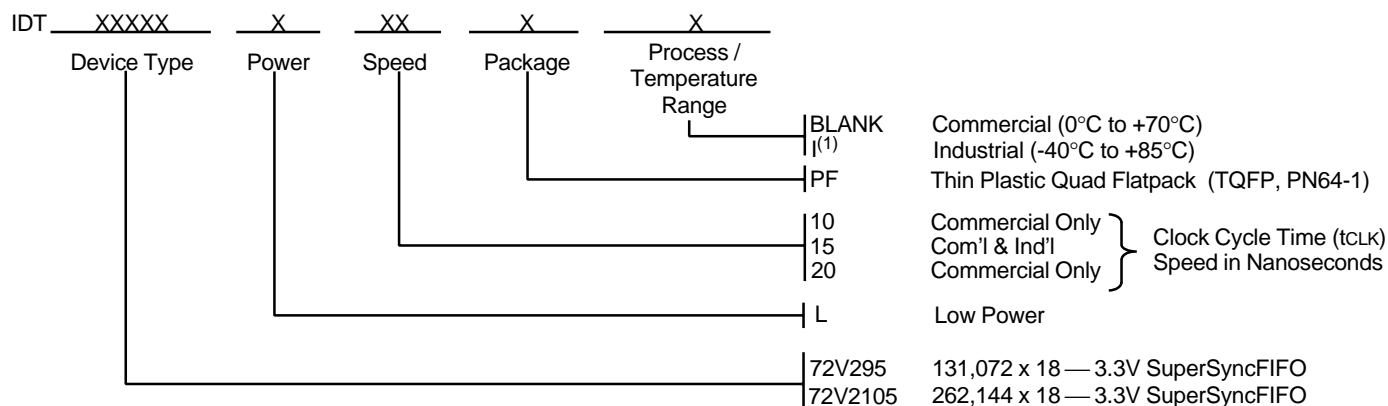 IDT XXXXX X XX X X
Device Type Power Speed Package Process /
Temperature
Range
BLANK Commercial (0°C to +70°C)
I(1) Industrial (-40°C to +85°C)
PF Thin Plastic Quad Flatpack (TQFP, PN64-1)
10 Commercial Only
15 Com’l & Ind’l
20 Commercial Only
Clock Cycle Time (tCLK)
Speed in Nanoseconds
L Low Power
72V295 131,072 x 18 — 3.3V SuperSyncFIFO
72V2105 262,144 x 18 — 3.3V SuperSyncFIFO